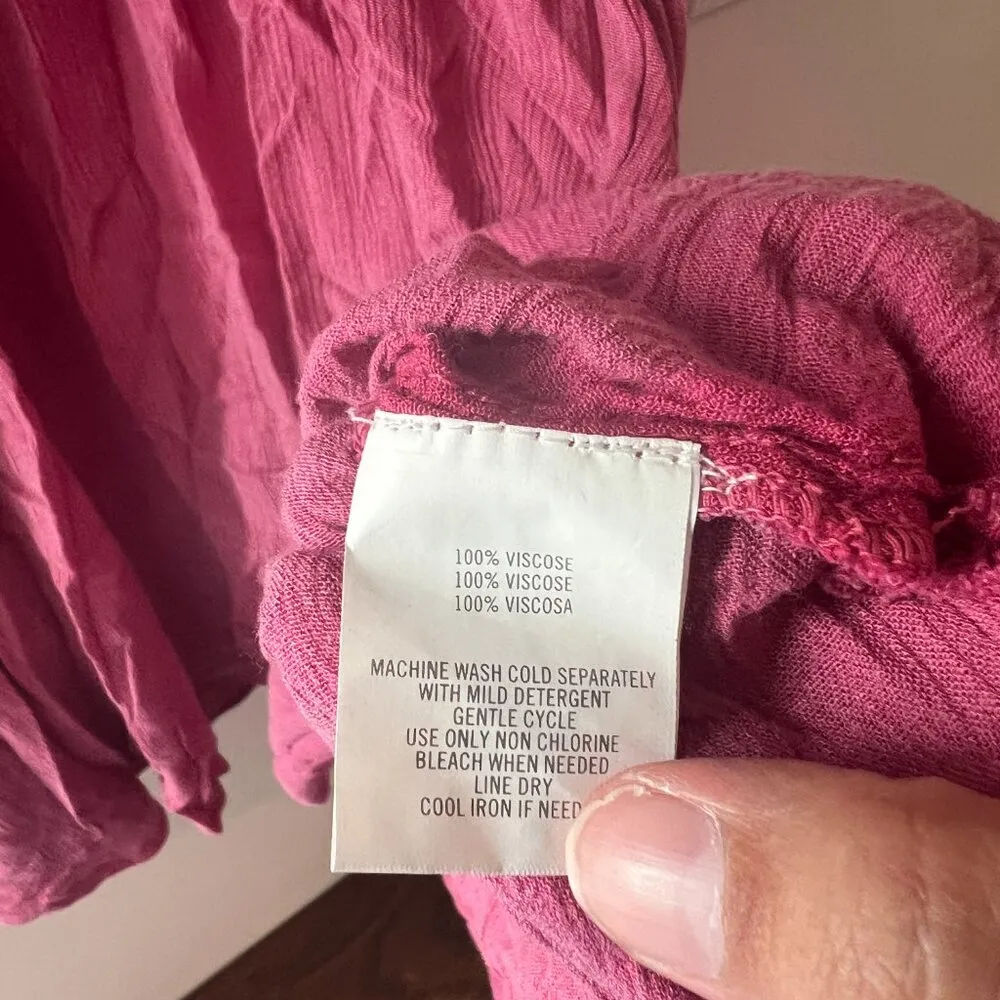 100% VISCOSE
100% VISCOSE
100% VISCOSA
MACHINE WASH COLD SEPARATELY
WITH MILD DETERGENT
GENTLE CYCLE
USE ONLY NON CHLORINE
BLEACH WHEN NEEDED
LINE DRY
COOL IRON IF NEED